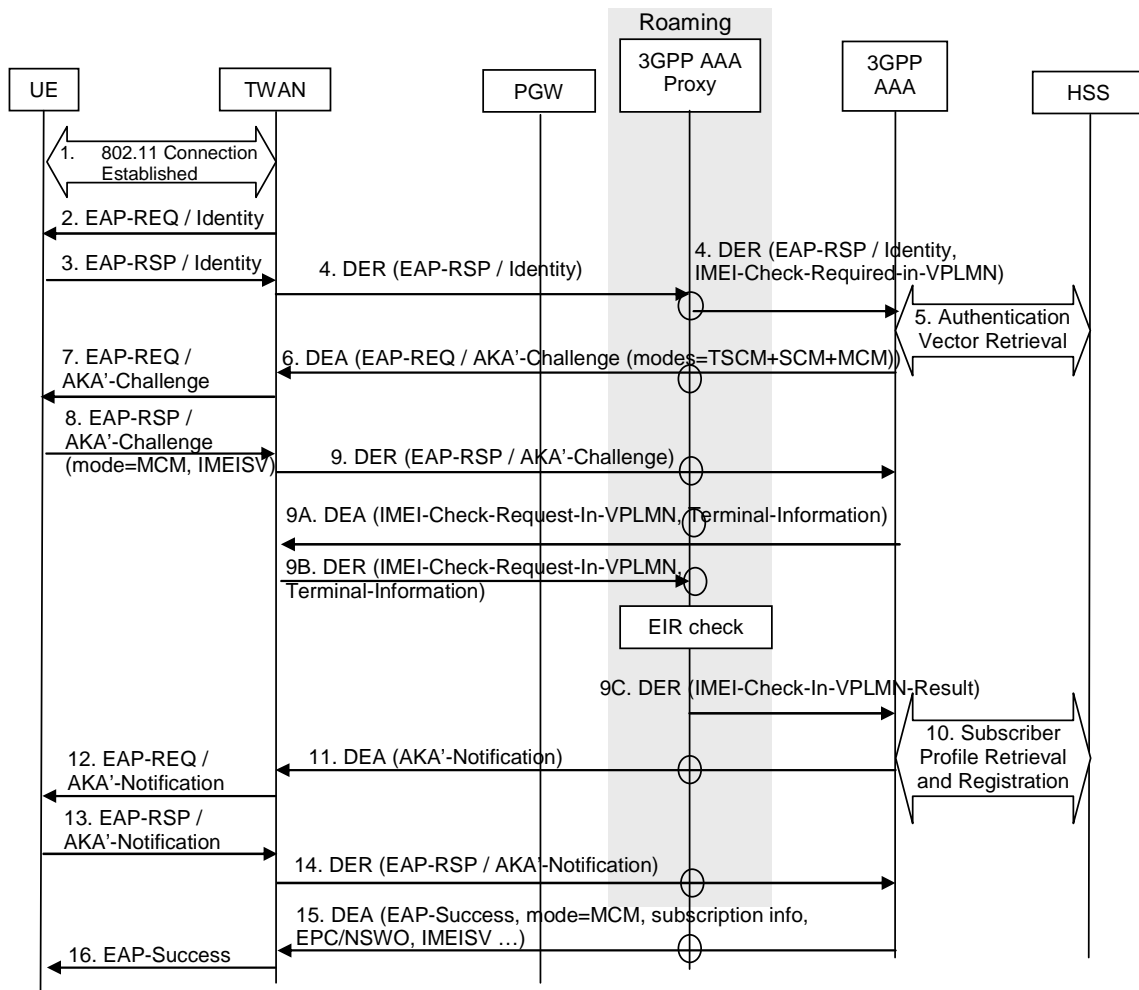 Roaming
UE
TWAN
PGW
3GPP AAA
Proxy
3GPP
AAA
HSS
1. 802.11 Connection
Established
2. EAP-REQ / Identity
3. EAP-RSP / Identity
4. DER (EAP-RSP / Identity)
4. DER (EAP-RSP / Identity,
IMEI-Check-Required-in-VPLMN)
5. Authentication
Vector Retrieval
6. DEA (EAP-REQ / AKA'-Challenge (modes=TSCM+SCM+MCM))
7. EAP-REQ /
AKA'-Challenge
8. EAP-RSP /
AKA'-Challenge
(mode=MCM, IMEISV)
9. DER (EAP-RSP / AKA'-Challenge)
9A. DEA (IMEI-Check-Request-In-VPLMN, Terminal-Information)
9B. DER (IMEI-Check-Request-In-VPLMN,
Terminal-Information)
EIR check
9C. DER (IMEI-Check-In-VPLMN-Result)
10. Subscriber
Profile Retrieval
and Registration
11. DEA (AKA'-Notification)
12. EAP-REQ /
AKA'-Notification
13. EAP-RSP /
AKA'-Notification
14. DER (EAP-RSP / AKA'-Notification)
15. DEA (EAP-Success, mode=MCM, subscription info,
EPC/NSWO, IMEISV …)
16. EAP-Success